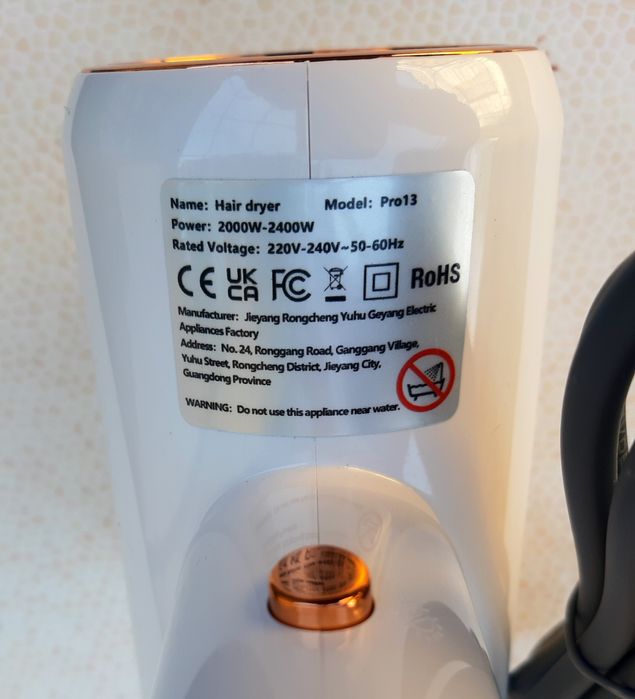 Name: Hair dryer Model: Pro13
Power: 2000W-2400W
Rated Voltage: 220V-240V~50-60Hz
CE UK CA FC RoHS
Manufacturer: Jieyang Rongcheng Yuhu Geyang Electric
Appliances Factory
Address: No. 24, Ronggang Road, Ganggang Village,
Yuhu Street, Rongcheng District, Jieyang City,
Guangdong Province
WARNING: Do not use this appliance near water.